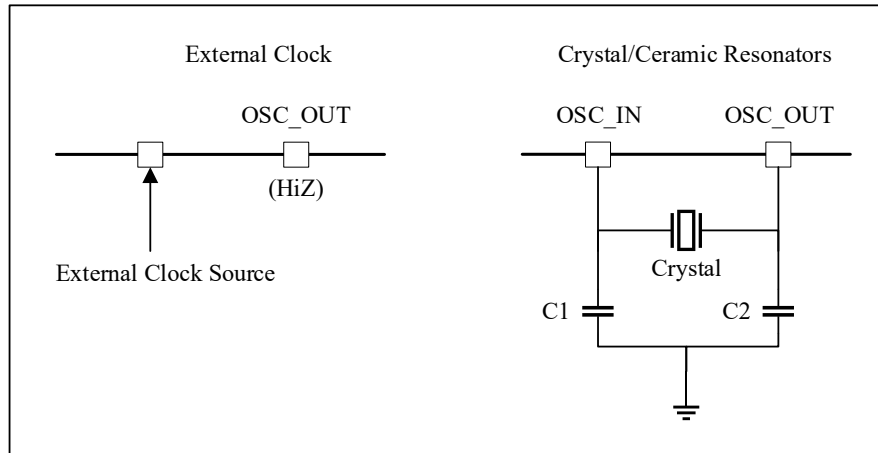 External Clock
Crystal/Ceramic Resonators
OSC_OUT
OSC_IN
OSC_OUT
(HiZ)
External Clock Source
Crystal
C1
C2